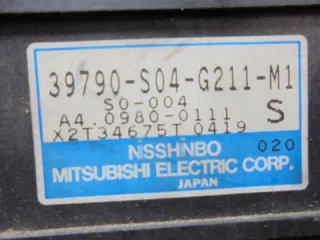 39790-S04-G211-M1
S0-004
A4.0980-0111 S
X2T34675T 0419
NISSHINBO 020
MITSUBISHI ELECTRIC CORP.
JAPAN